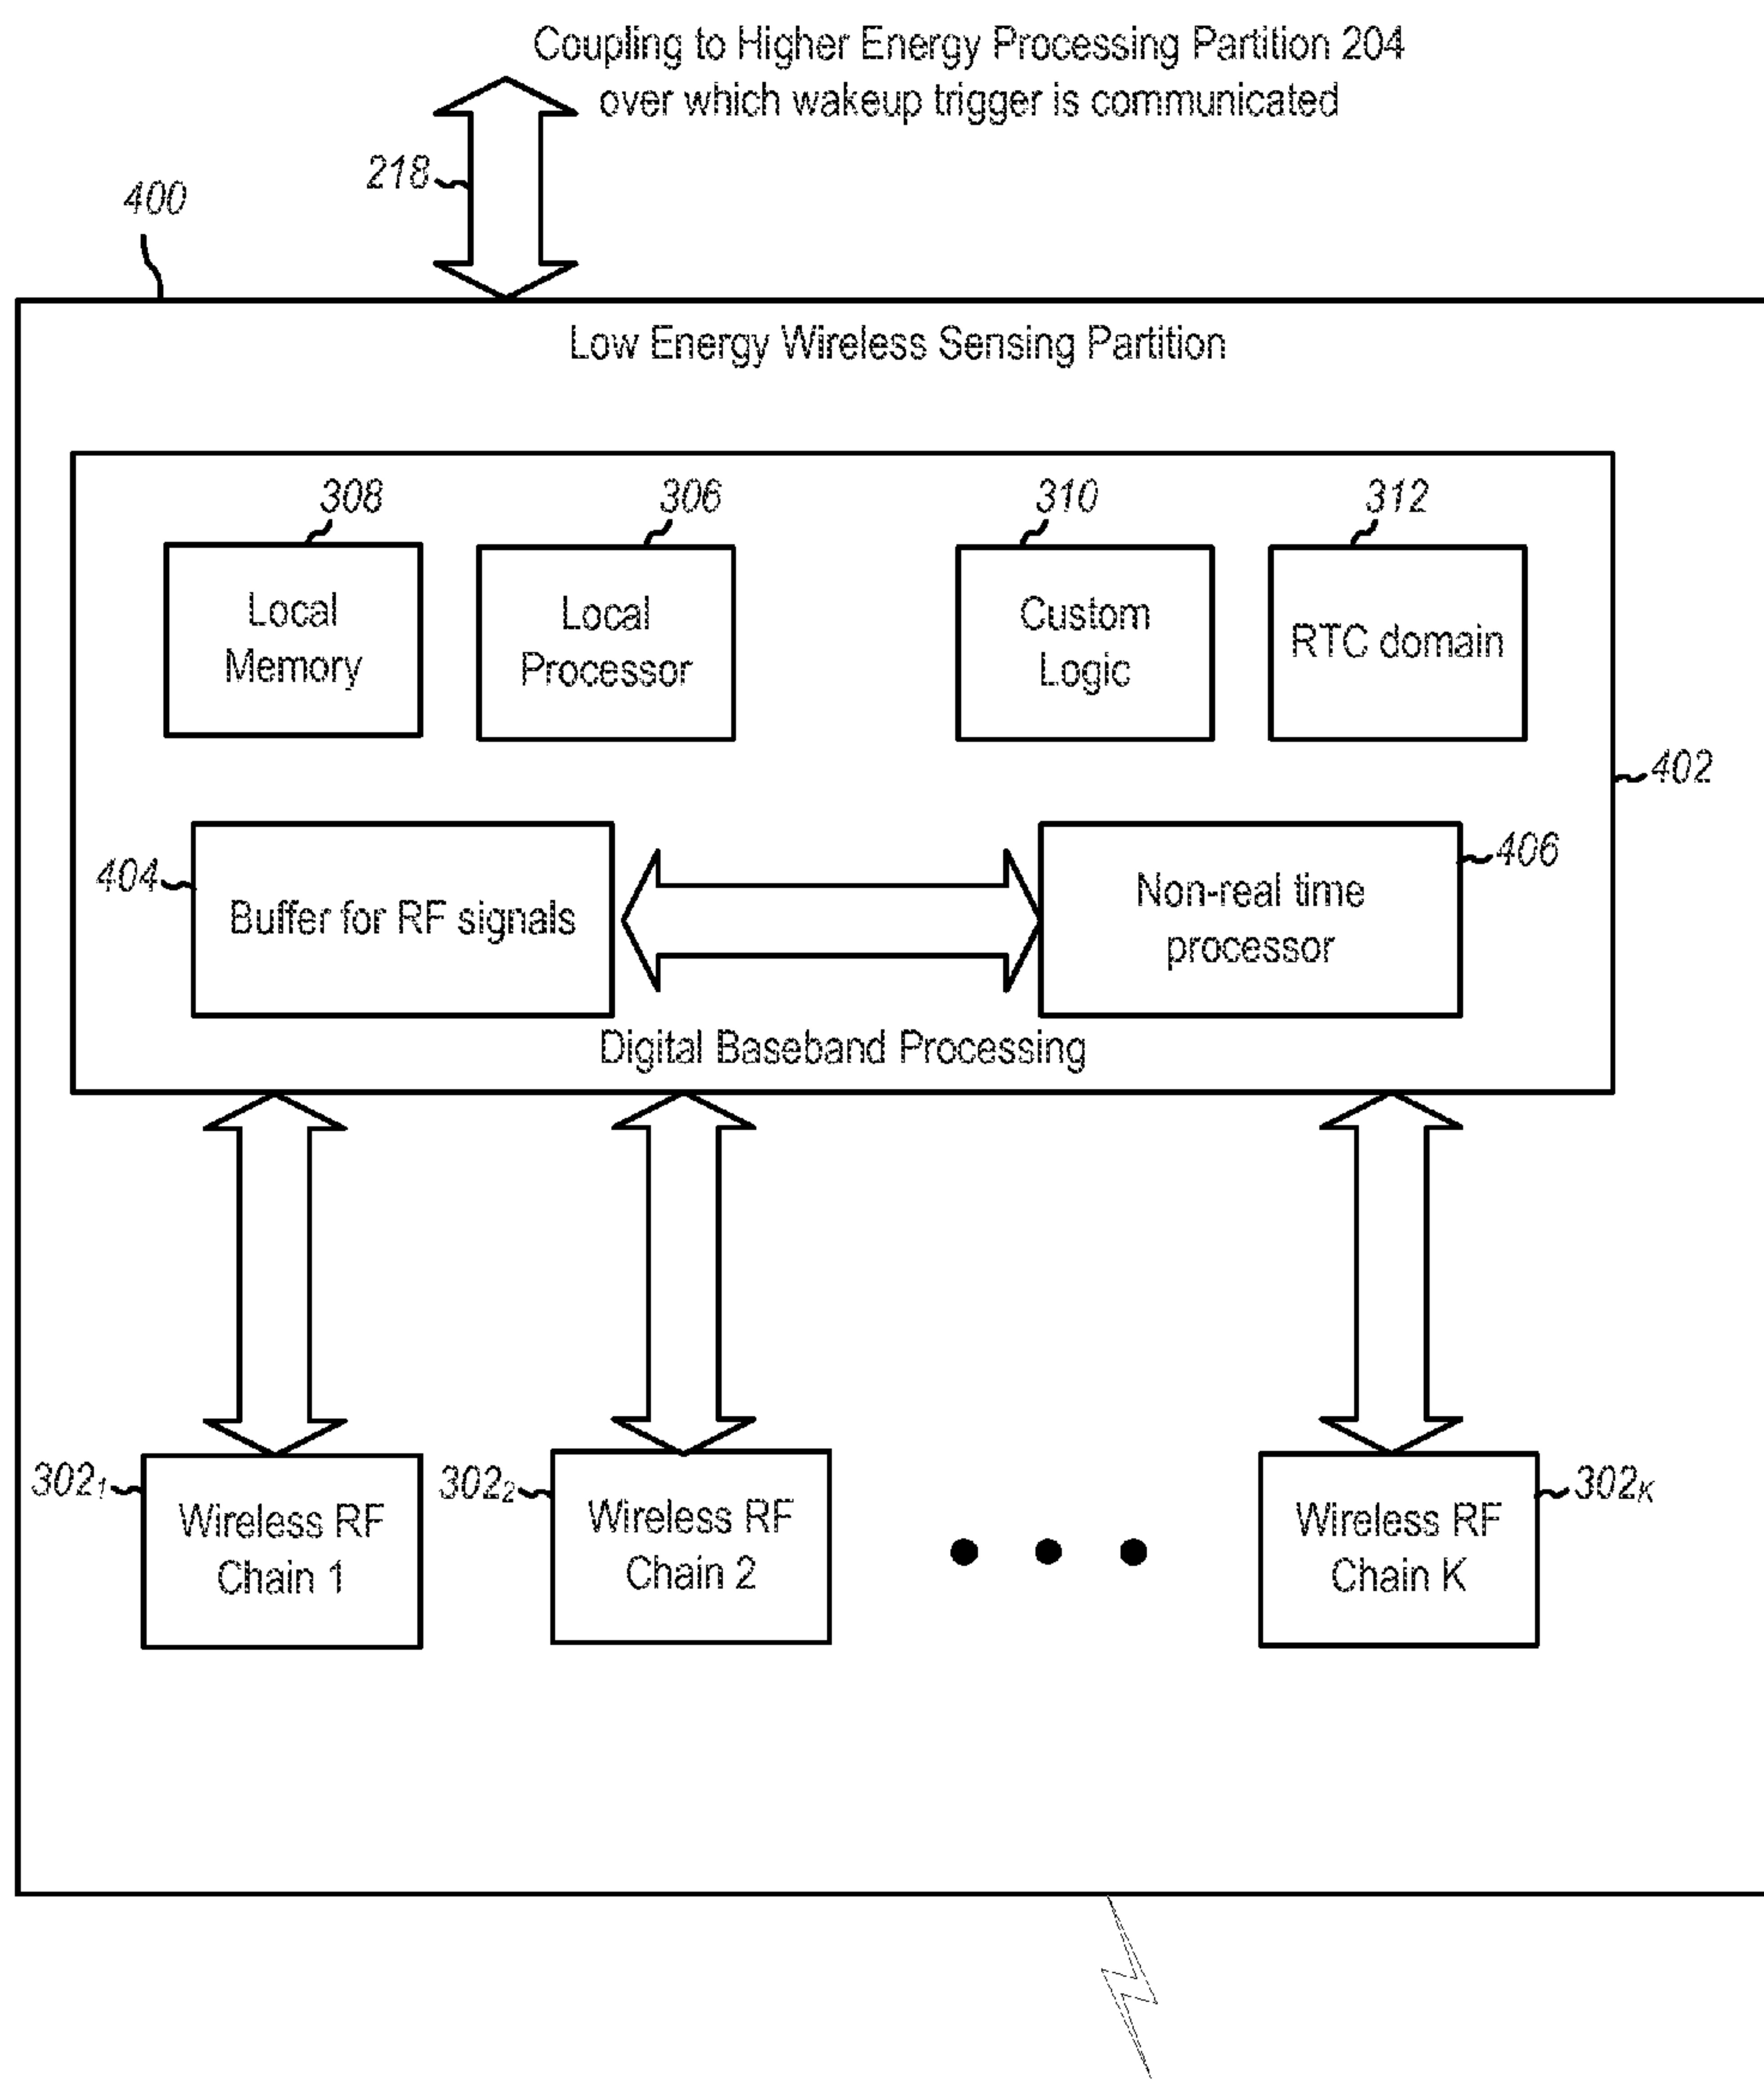 Coupling to Higher Energy Processing Partition 204
over which wakeup trigger is communicated
218
400
Low Energy Wireless Sensing Partition
308
306
310
312
Local
Memory
Local
Processor
Custom
Logic
RTC domain
402
404
406
Buffer for RF signals
Non-real time
processor
Digital Baseband Processing
302₁
Wireless RF
Chain 1
302₂
Wireless RF
Chain 2
302K
Wireless RF
Chain K